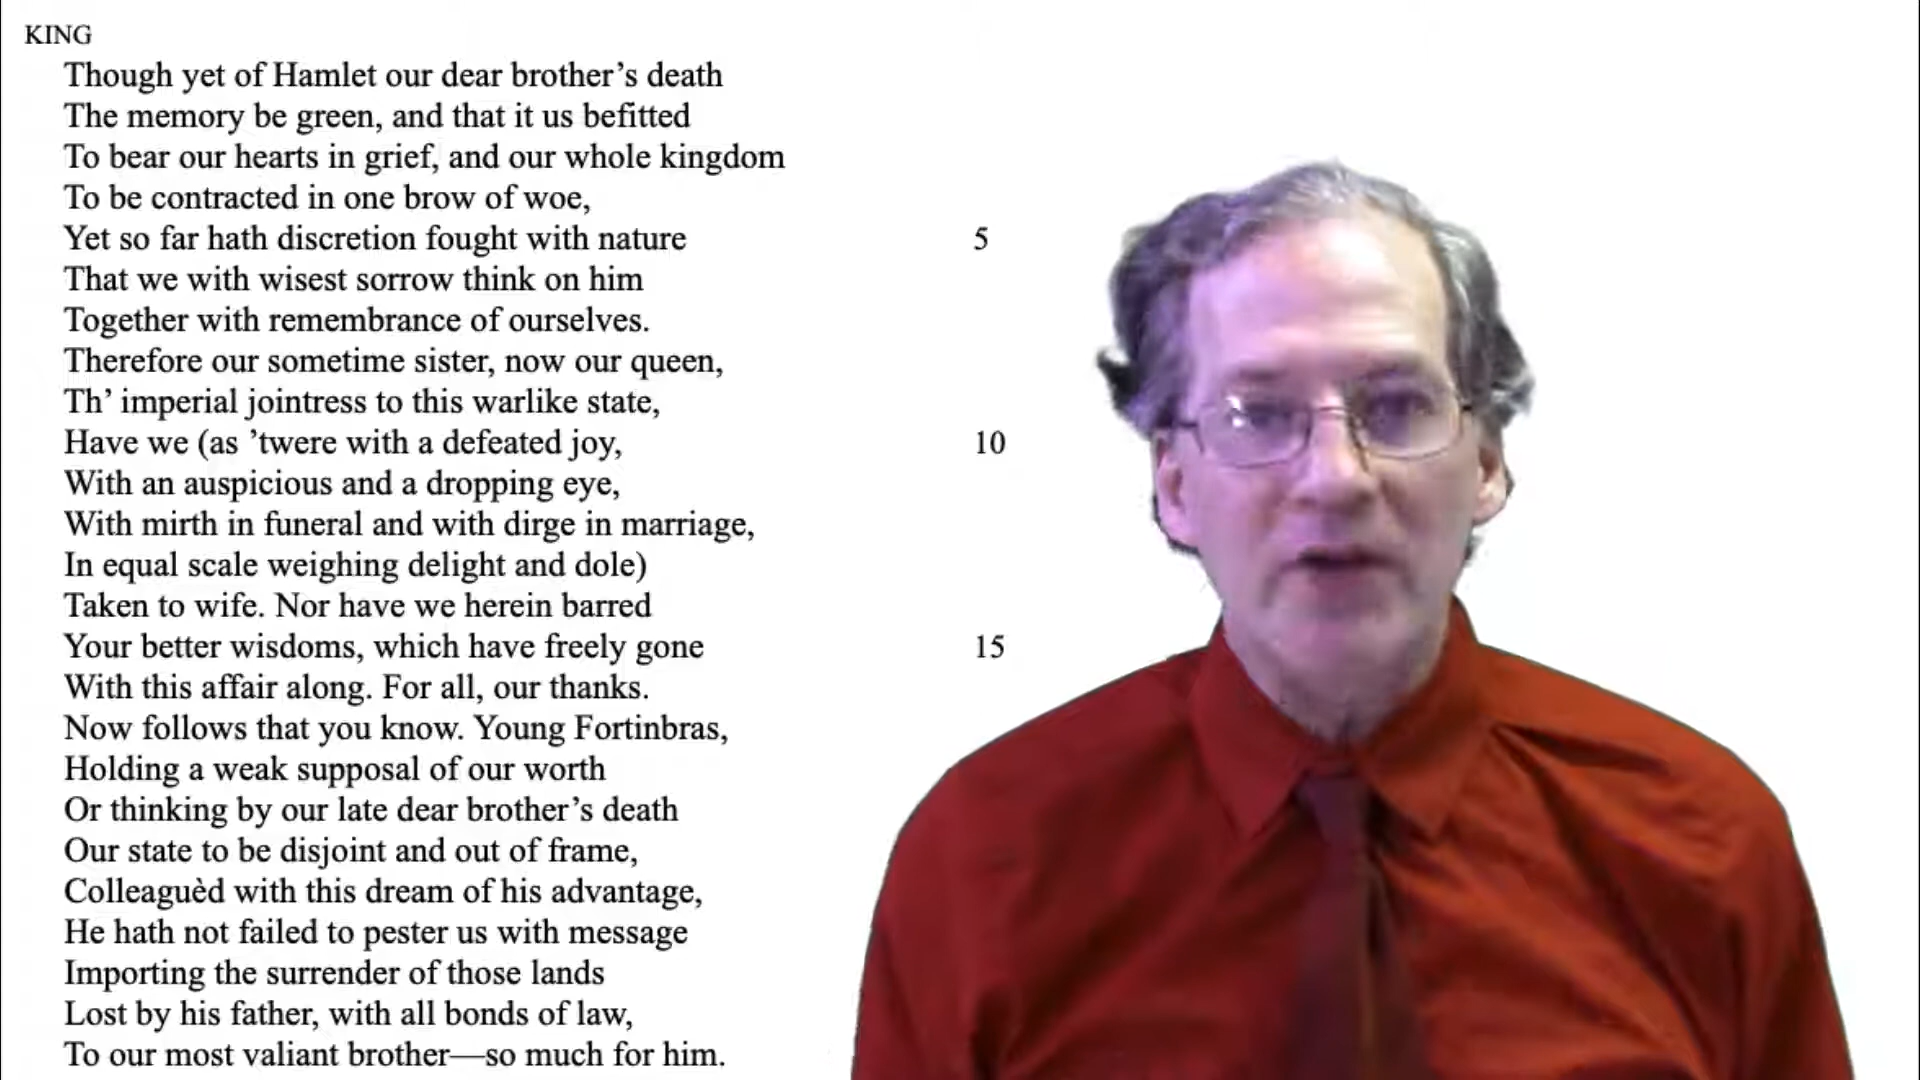 KING
Though yet of Hamlet our dear brother’s death
The memory be green, and that it us befitted
To bear our hearts in grief, and our whole kingdom
To be contracted in one brow of woe,
Yet so far hath discretion fought with nature 5
That we with wisest sorrow think on him
Together with remembrance of ourselves.
Therefore our sometime sister, now our queen,
Th’ imperial jointress to this warlike state,
Have we (as ’twere with a defeated joy, 10
With an auspicious and a dropping eye,
With mirth in funeral and with dirge in marriage,
In equal scale weighing delight and dole)
Taken to wife. Nor have we herein barred
Your better wisdoms, which have freely gone 15
With this affair along. For all, our thanks.
Now follows that you know. Young Fortinbras,
Holding a weak supposal of our worth
Or thinking by our late dear brother’s death
Our state to be disjoint and out of frame,
Colleaguèd with this dream of his advantage,
He hath not failed to pester us with message
Importing the surrender of those lands
Lost by his father, with all bonds of law,
To our most valiant brother—so much for him.